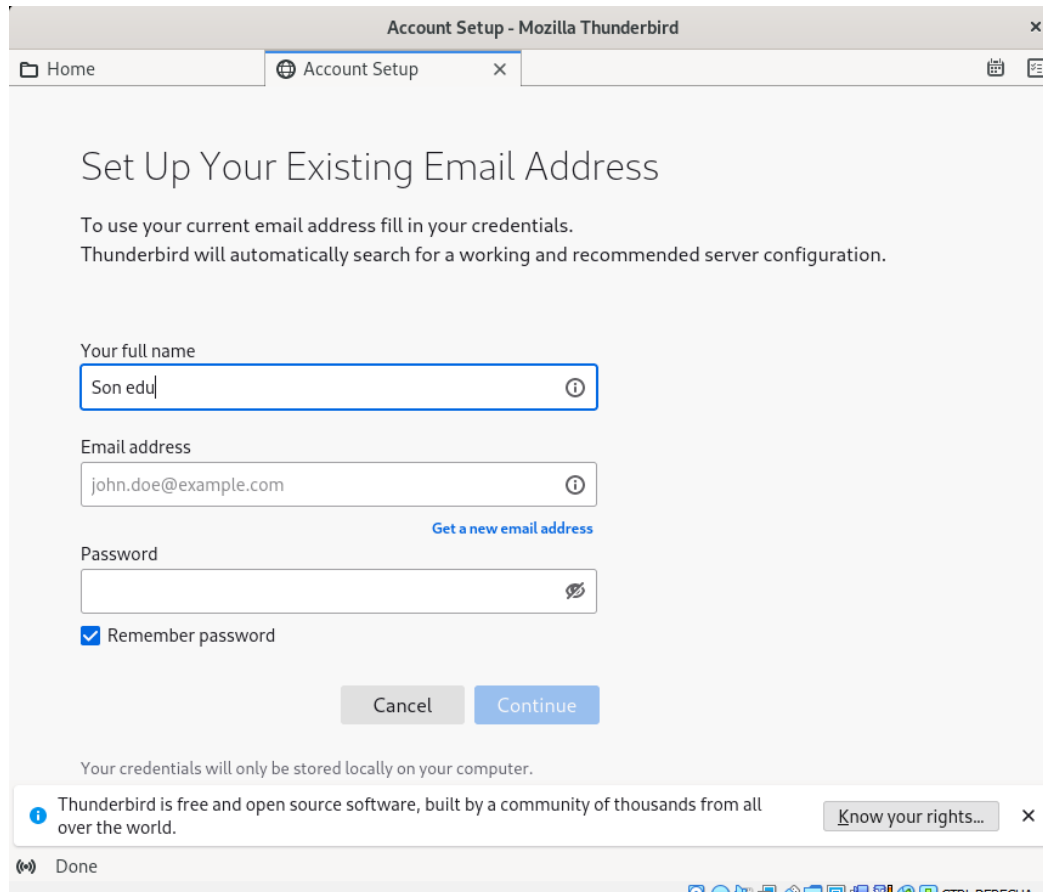 Account Setup - Mozilla Thunderbird
Home
Account Setup
Set Up Your Existing Email Address
To use your current email address fill in your credentials.
Thunderbird will automatically search for a working and recommended server configuration.
Your full name
Son edu
Email address
john.doe@example.com
Get a new email address
Password
Remember password
Cancel
Continue
Your credentials will only be stored locally on your computer.
Thunderbird is free and open source software, built by a community of thousands from all
over the world.
Know your rights...
Done
CTRL DERECHA